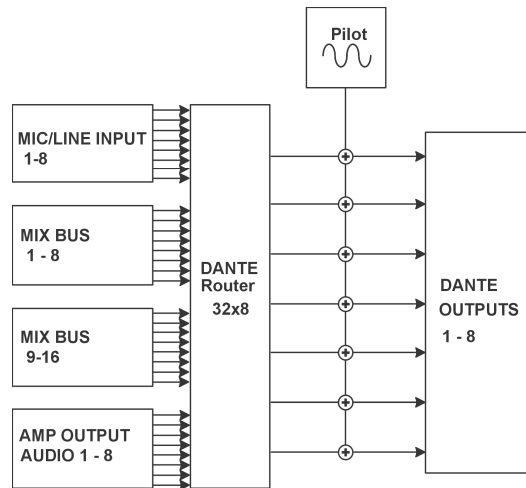 Pilot
MIC/LINE INPUT
1-8
MIX BUS
1 - 8
DANTE
Router
32x8
DANTE
OUTPUTS
1 - 8
MIX BUS
9-16
AMP OUTPUT
AUDIO 1 - 8